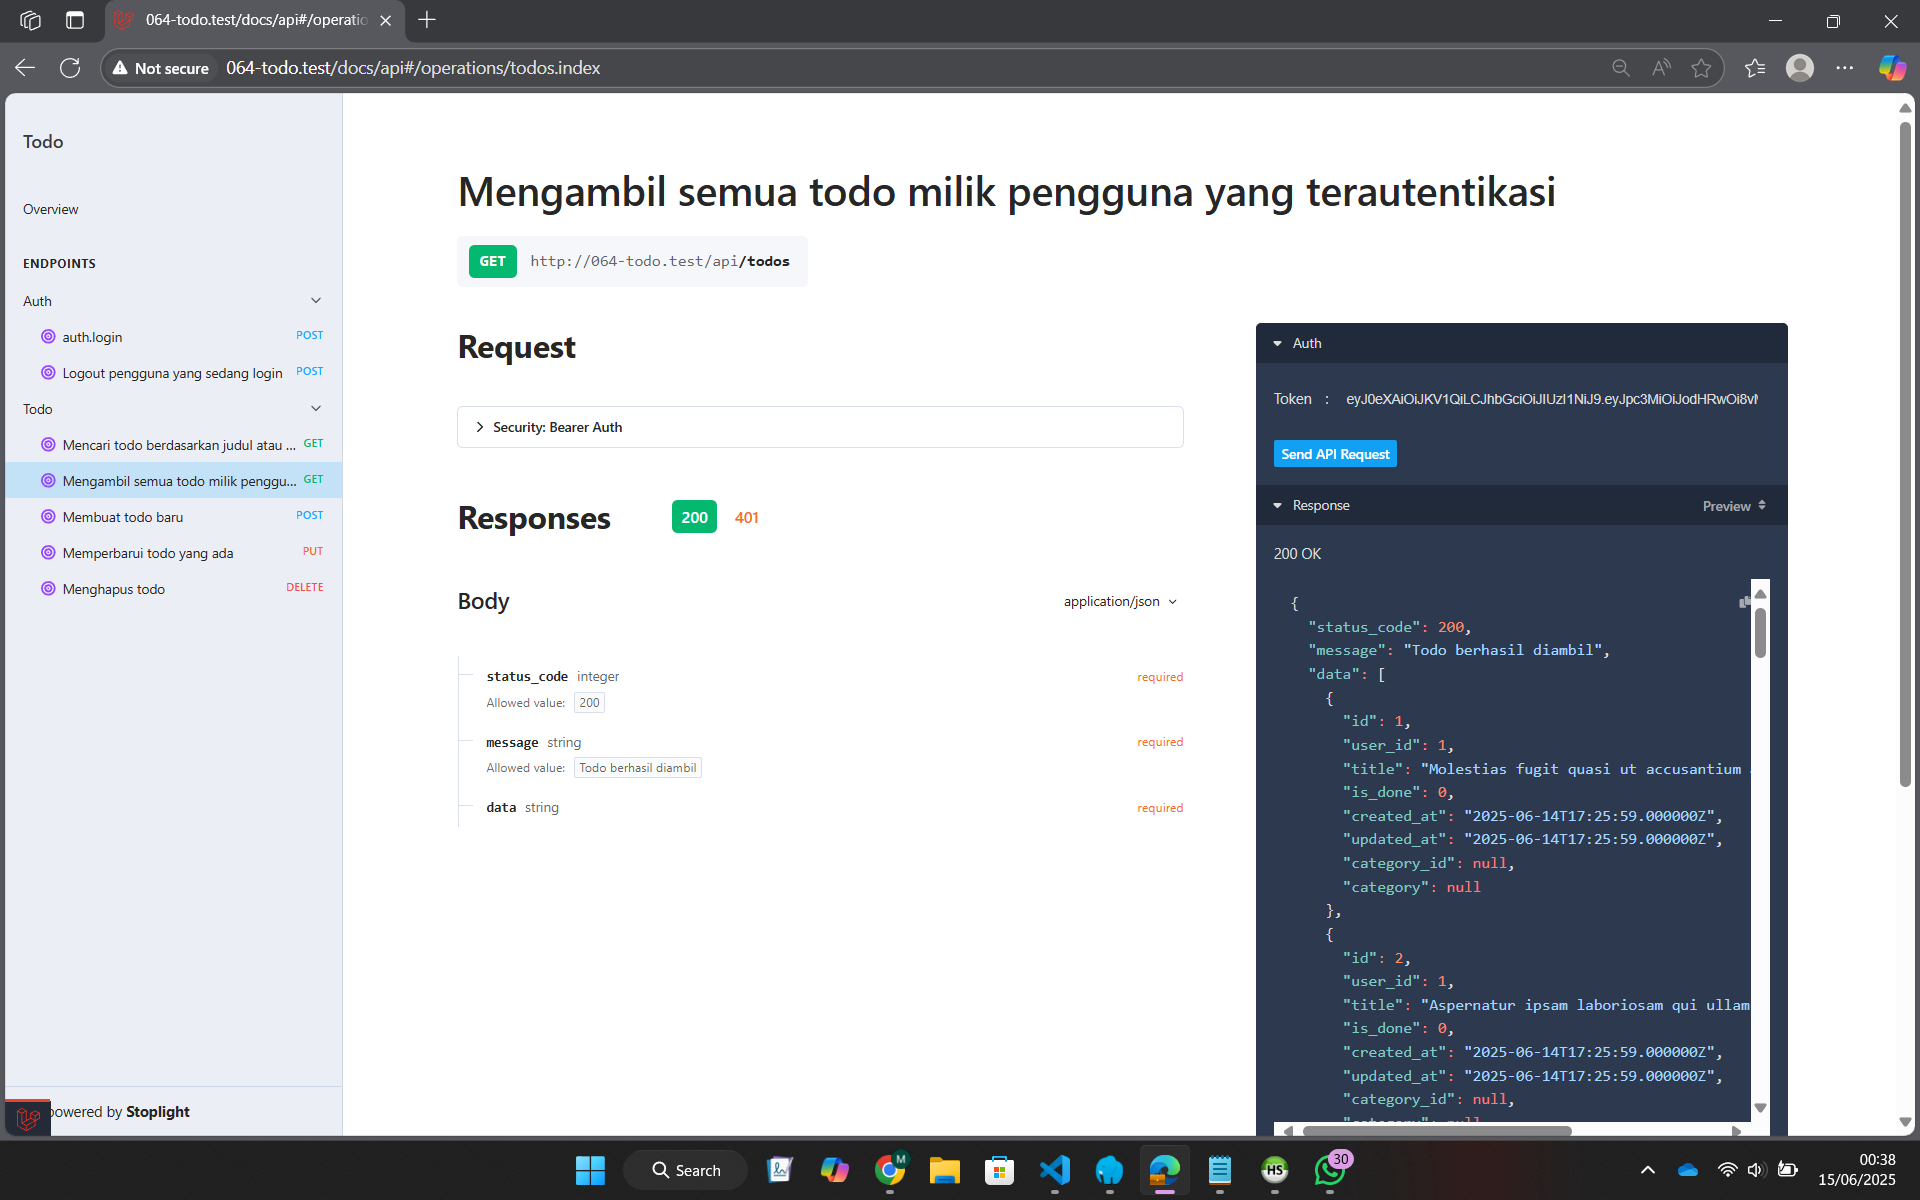 064-todo.test/docs/api#/operatio
Not secure
064-todo.test/docs/api#/operations/todos.index
Todo
Overview
ENDPOINTS
Auth
auth.login POST
Logout pengguna yang sedang login POST
Todo
Mencari todo berdasarkan judul atau ... GET
Mengambil semua todo milik penggu... GET
Membuat todo baru POST
Memperbarui todo yang ada PUT
Menghapus todo DELETE
powered by Stoplight
Mengambil semua todo milik pengguna yang terautentikasi
GET http://064-todo.test/api/todos
Request
Security: Bearer Auth
Responses 200 401
Body application/json
status_code integer required
Allowed value: 200
message string required
Allowed value: Todo berhasil diambil
data string required
Auth
Token : eyJ0eXAiOiJKV1QiLCJhbGciOiJIUzI1NiJ9.eyJpc3MiOiJodHRwOi8v
Send API Request
Response Preview
200 OK
{
"status_code": 200,
"message": "Todo berhasil diambil",
"data": [
{
"id": 1,
"user_id": 1,
"title": "Molestias fugit quasi ut accusantium
"is_done": 0,
"created_at": "2025-06-14T17:25:59.000000Z",
"updated_at": "2025-06-14T17:25:59.000000Z",
"category_id": null,
"category": null
},
{
"id": 2,
"user_id": 1,
"title": "Aspernatur ipsam laboriosam qui ullam
"is_done": 0,
"created_at": "2025-06-14T17:25:59.000000Z",
"updated_at": "2025-06-14T17:25:59.000000Z",
"category_id": null,
"category": null
Search
M
HS
30
00:38
15/06/2025